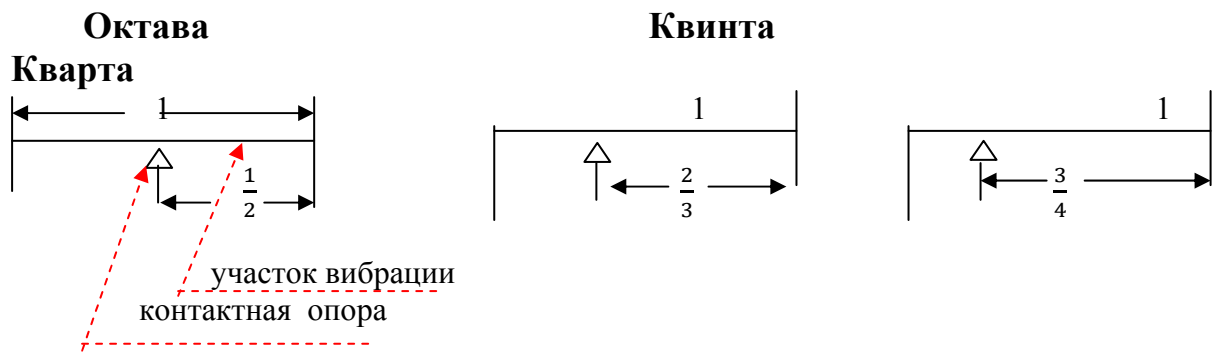 Октава Квинта
Кварта
1 1 1
1/2 2/3 3/4
участок вибрации
контактная опора